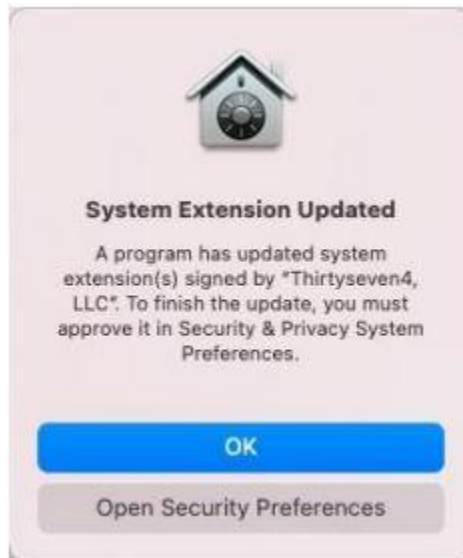 System Extension Updated
A program has updated system
extension(s) signed by "Thirtyseven4,
LLC". To finish the update, you must
approve it in Security & Privacy System
Preferences.
OK
Open Security Preferences